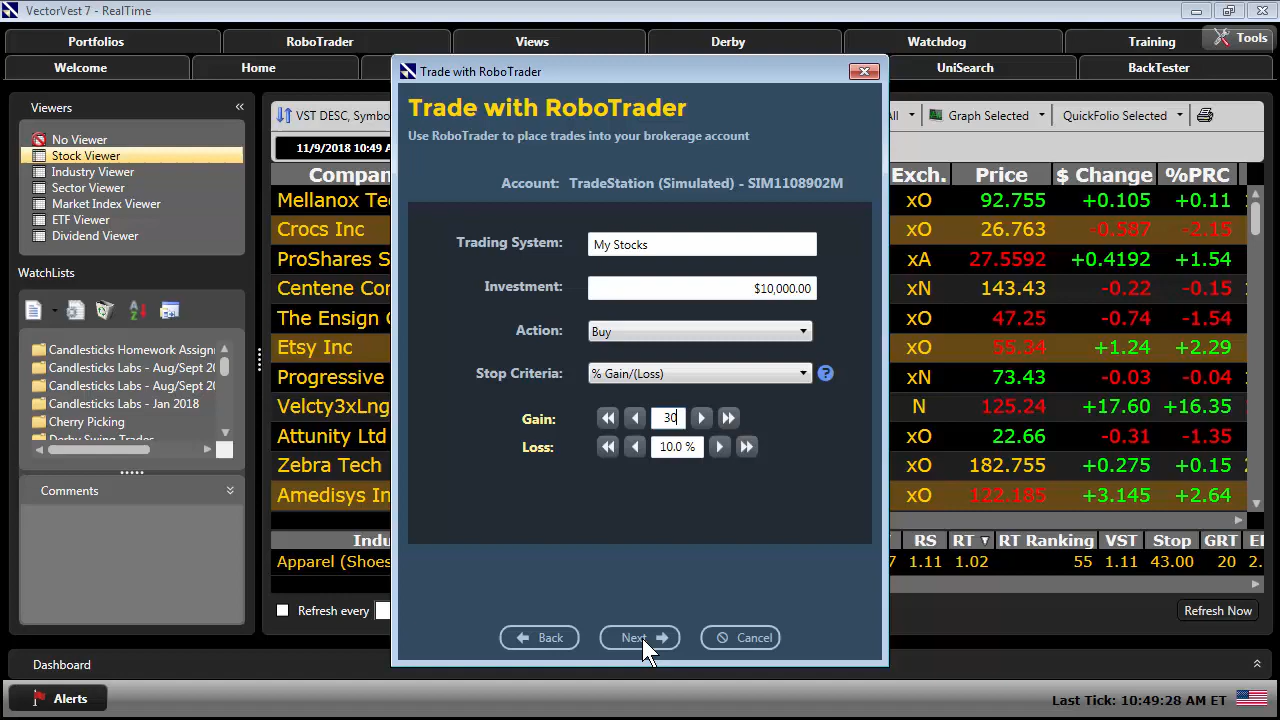 VectorVest 7 - RealTime
Portfolios RoboTrader Views Derby Watchdog Training Tools
Welcome Home UniSearch BackTester
Viewers «
No Viewer
Stock Viewer
Industry Viewer
Sector Viewer
Market Index Viewer
ETF Viewer
Dividend Viewer
WatchLists
Candlesticks Homework Assign
Candlesticks Labs - Aug/Sept 20
Candlesticks Labs - Aug/Sept 20
Candlesticks Labs - Jan 2018
Cherry Picking
Derby Swing Trades
Comments
VST DESC, Symbo
All Graph Selected QuickFolio Selected
11/9/2018 10:49 A
Compan
Mellanox Te
Crocs Inc
ProShares S
Centene Cor
The Ensign G
Etsy Inc
Progressive
Velcty3xLng
Attunity Ltd
Zebra Tech
Amedisys In
Indu
Apparel (Shoes
Refresh every
Trade with RoboTrader
Trade with RoboTrader
Use RoboTrader to place trades into your brokerage account
Account: TradeStation (Simulated) - SIM1108902M
Trading System: My Stocks
Investment: $10,000.00
Action: Buy
Stop Criteria: % Gain/(Loss) ?
Gain: 30
Loss: 10.0 %
Back Next Cancel
Exch. Price $ Change %PRC
xO 92.755 +0.105 +0.11
xO 26.763 -0.587 -2.15
xA 27.5592 +0.4192 +1.54
xN 143.43 -0.22 -0.15
xO 47.25 -0.74 -1.54
xO 55.34 +1.24 +2.29
xN 73.43 -0.03 -0.04
N 125.24 +17.60 +16.35
xO 22.66 -0.31 -1.33
xO 182.755 +0.275 +0.15
xO 122.185 +3.145 +2.64
RS RT RT Ranking VST Stop GRT
7 1.11 1.02 55 1.11 43.00 20
Refresh Now
Dashboard
Alerts
Last Tick: 10:49:28 AM ET